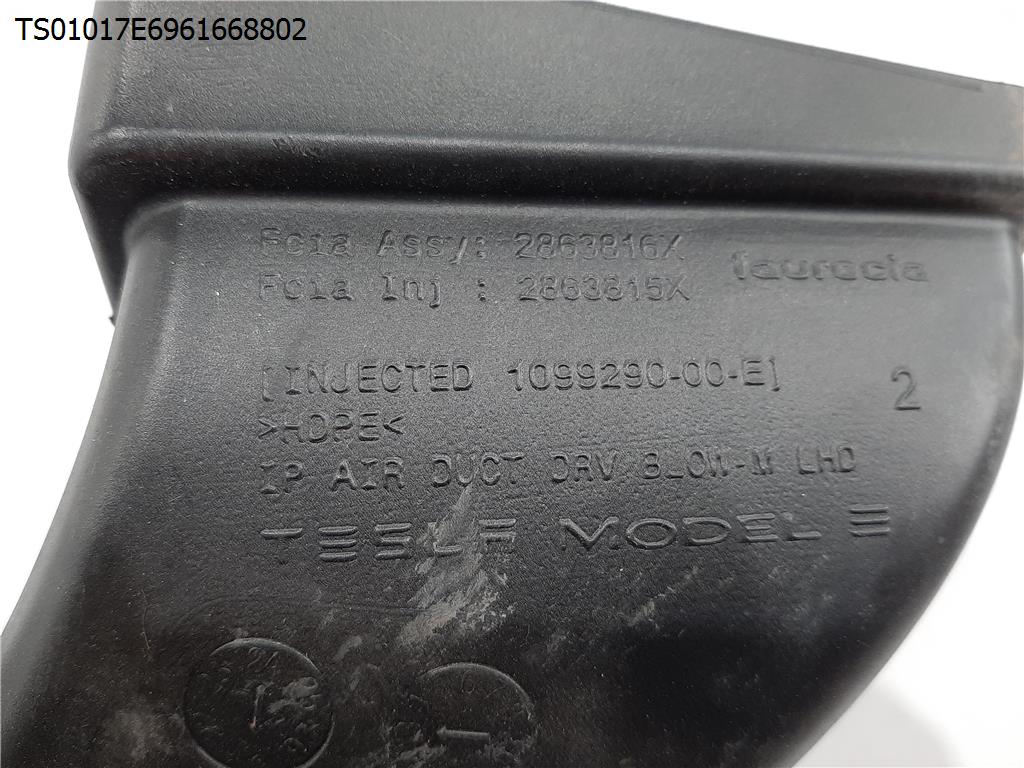 TS01017E6961668802
Fcia Assy: 2863816X
Fcia Inj : 2863815X
faurecia
[INJECTED 1099290-00-E]
2
>HDPE<
IP AIR DUCT DRV BLOW-M LHD
TESLA MODEL Ξ